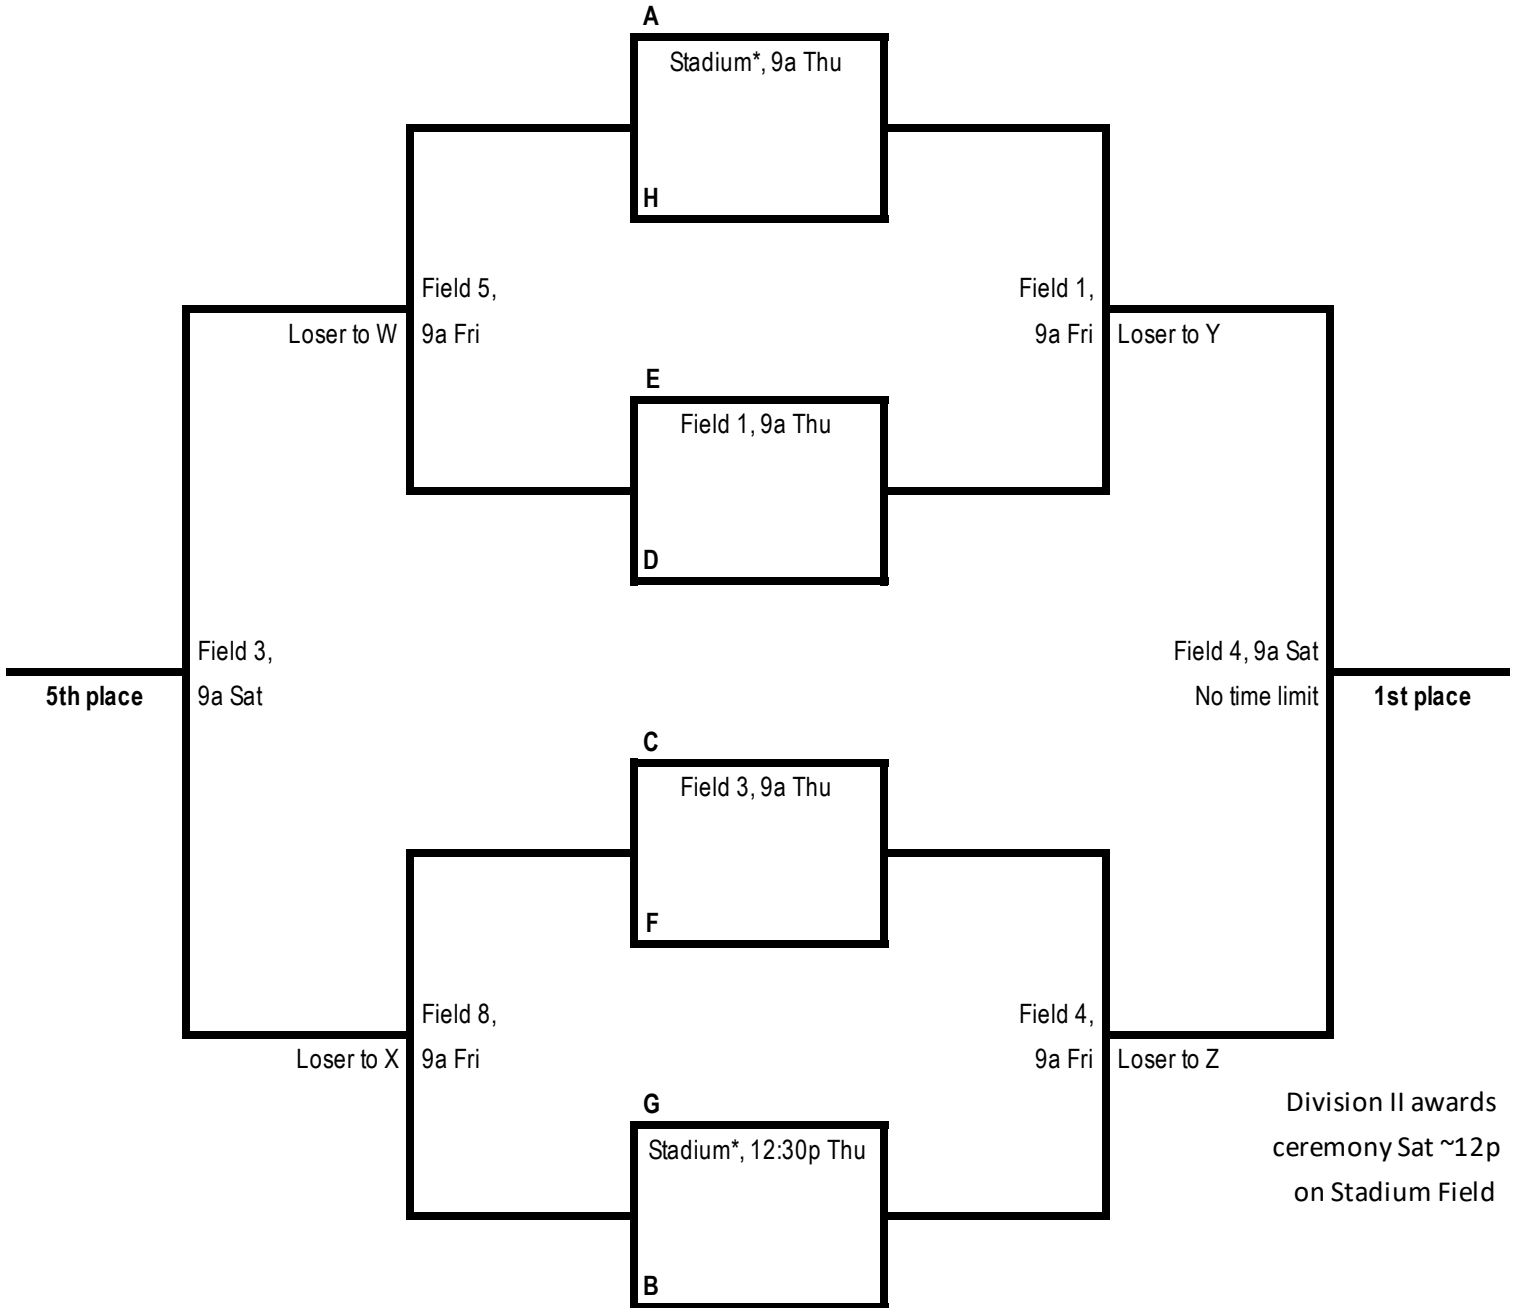 A
Stadium*, 9a Thu
H
Field 5,
Field 1,
Loser to W
9a Fri
9a Fri
Loser to Y
E
Field 1, 9a Thu
D
Field 3,
Field 4, 9a Sat
5th place
9a Sat
No time limit
1st place
C
Field 3, 9a Thu
F
Field 8,
Field 4,
Loser to X
9a Fri
9a Fri
Loser to Z
G
Stadium*, 12:30p Thu
B
Division II awards
ceremony Sat ~12p
on Stadium Field